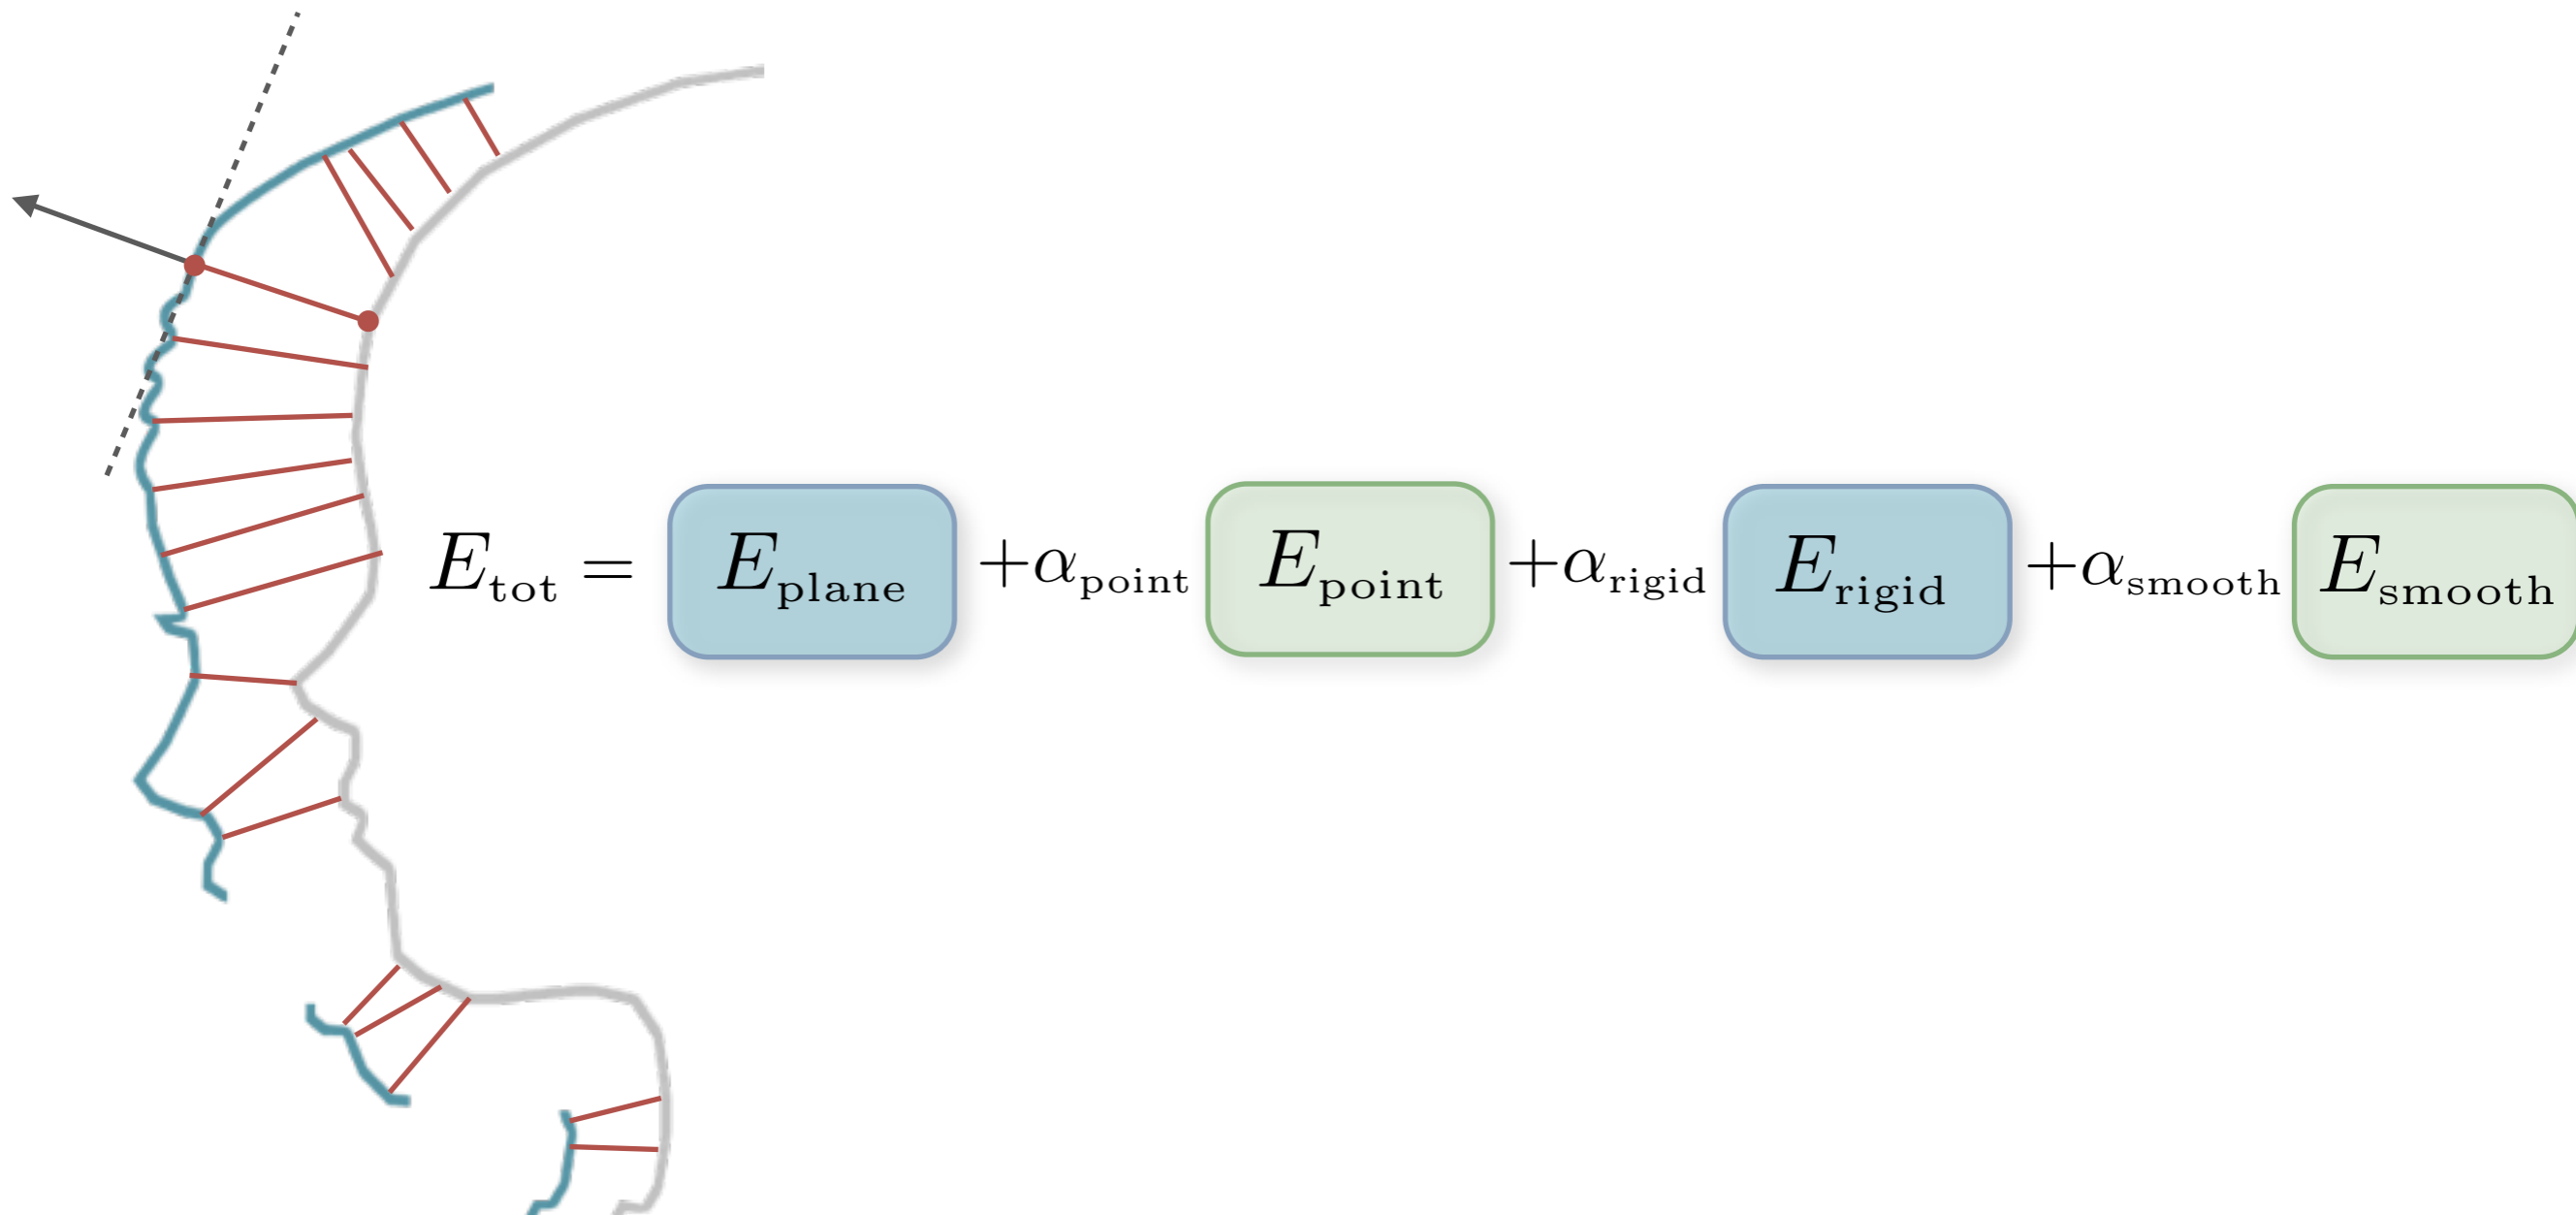 E_tot = E_plane +α_point E_point +α_rigid E_rigid +α_smooth E_smooth